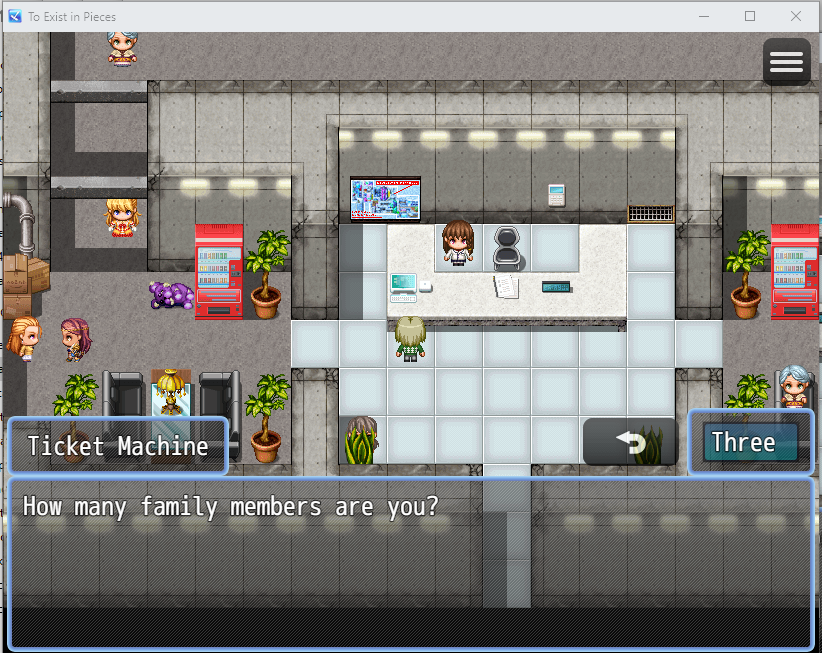 To Exist in Pieces
Ticket Machine
Three
How many family members are you?